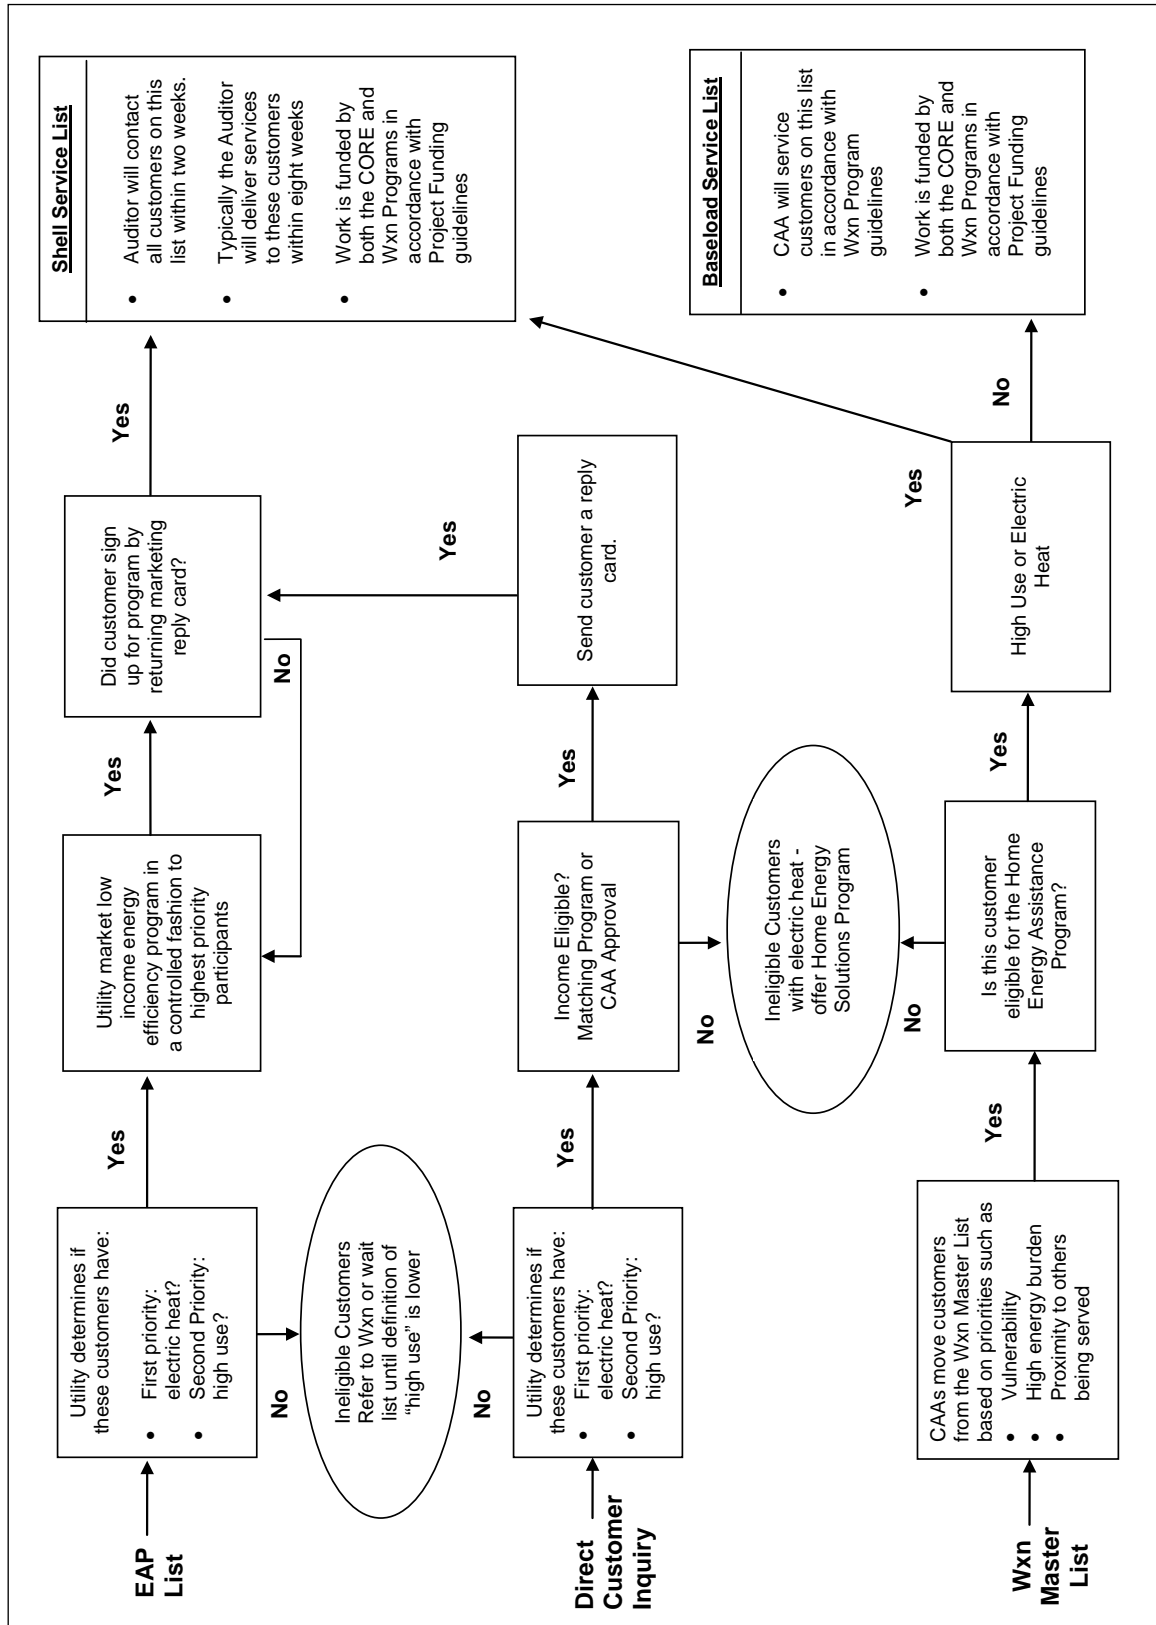 EAP
List
Utility determines if
these customers have:
• First priority:
electric heat?
• Second Priority:
high use?
Yes
No
Utility market low
income energy
efficiency program in
a controlled fashion to
highest priority
participants
Yes
Did customer sign
up for program by
returning marketing
reply card?
No
Yes
Shell Service List
• Auditor will contact
all customers on this
list within two weeks.
• Typically the Auditor
will deliver services
to these customers
within eight weeks
• Work is funded by
both the CORE and
Wxn Programs in
accordance with
Project Funding
guidelines
Ineligible Customers
Refer to Wxn or wait
list until definition of
“high use” is lower
Direct
Customer
Inquiry
No
Utility determines if
these customers have:
• First priority:
electric heat?
• Second Priority:
high use?
Yes
Income Eligible?
Matching Program or
CAA Approval
No
Yes
Send customer a reply
card.
Yes
Ineligible Customers
with electric heat -
offer Home Energy
Solutions Program
Wxn
Master
List
CAAs move customers
from the Wxn Master List
based on priorities such as
• Vulnerability
• High energy burden
• Proximity to others
being served
Yes
No
Is this customer
eligible for the Home
Energy Assistance
Program?
Yes
High Use or Electric
Heat
Yes
No
Baseload Service List
• CAA will service
customers on this list
in accordance with
Wxn Program
guidelines
• Work is funded by
both the CORE and
Wxn Programs in
accordance with
Project Funding
guidelines